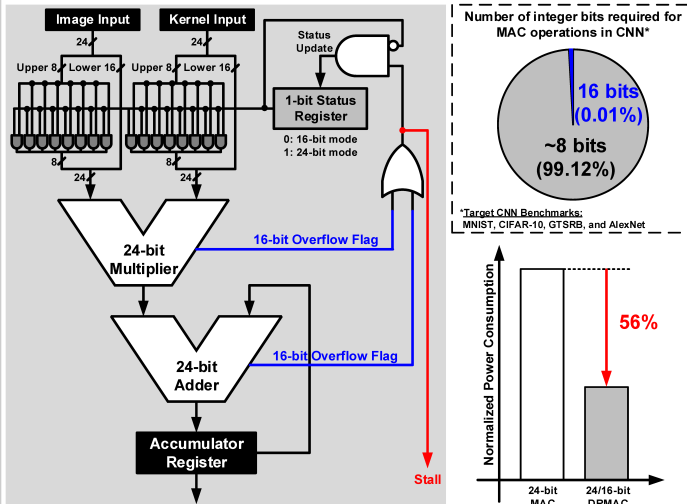 Image Input
Kernel Input
24
24
Upper 8
Lower 16
Upper 8
Lower 16
8
8
24
24
Status
Update
1-bit Status
Register
0: 16-bit mode
1: 24-bit mode
24-bit
Multiplier
16-bit Overflow Flag
24-bit
Adder
16-bit Overflow Flag
Accumulator
Register
Stall
Number of integer bits required for
MAC operations in CNN*
16 bits
(0.01%)
~8 bits
(99.12%)
*Target CNN Benchmarks:
MNIST, CIFAR-10, GTSRB, and AlexNet
Normalized Power Consumption
56%
24-bit
MAC
24/16-bit
DPMAC